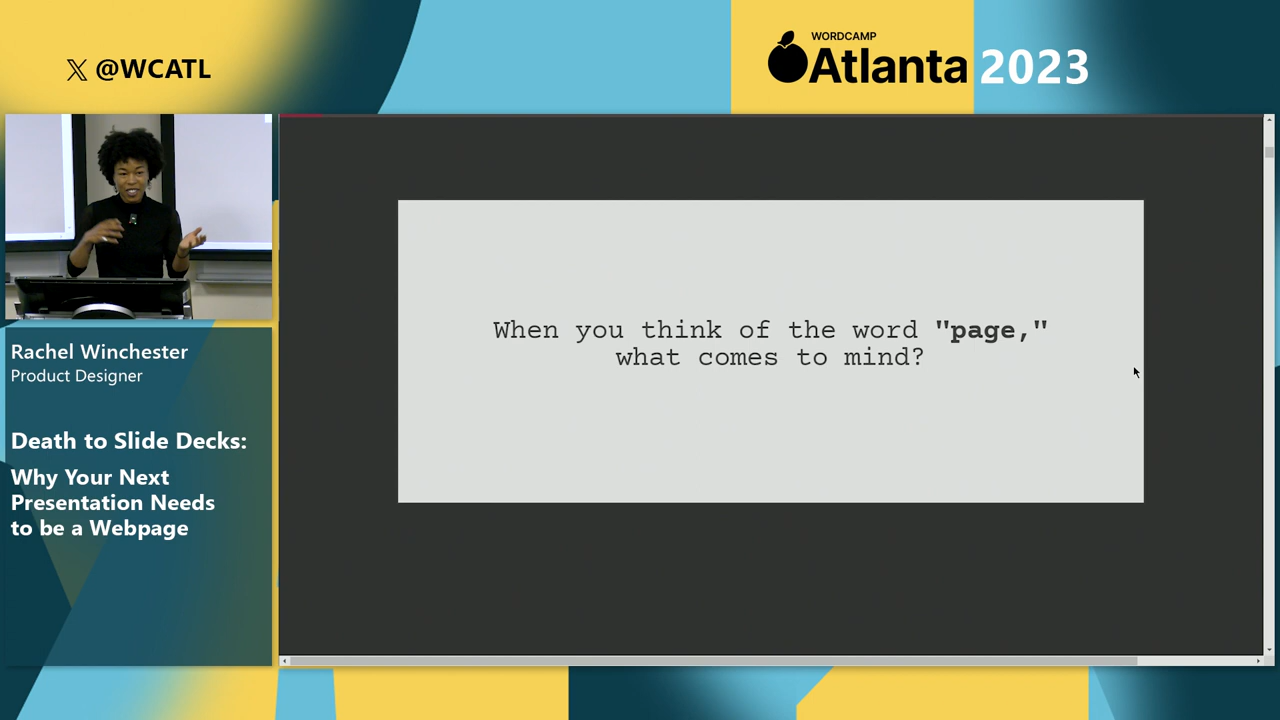 𝕏 @WCATL
WORDCAMP
Atlanta 2023
When you think of the word "page,"
what comes to mind?
Rachel Winchester
Product Designer
Death to Slide Decks:
Why Your Next
Presentation Needs
to be a Webpage